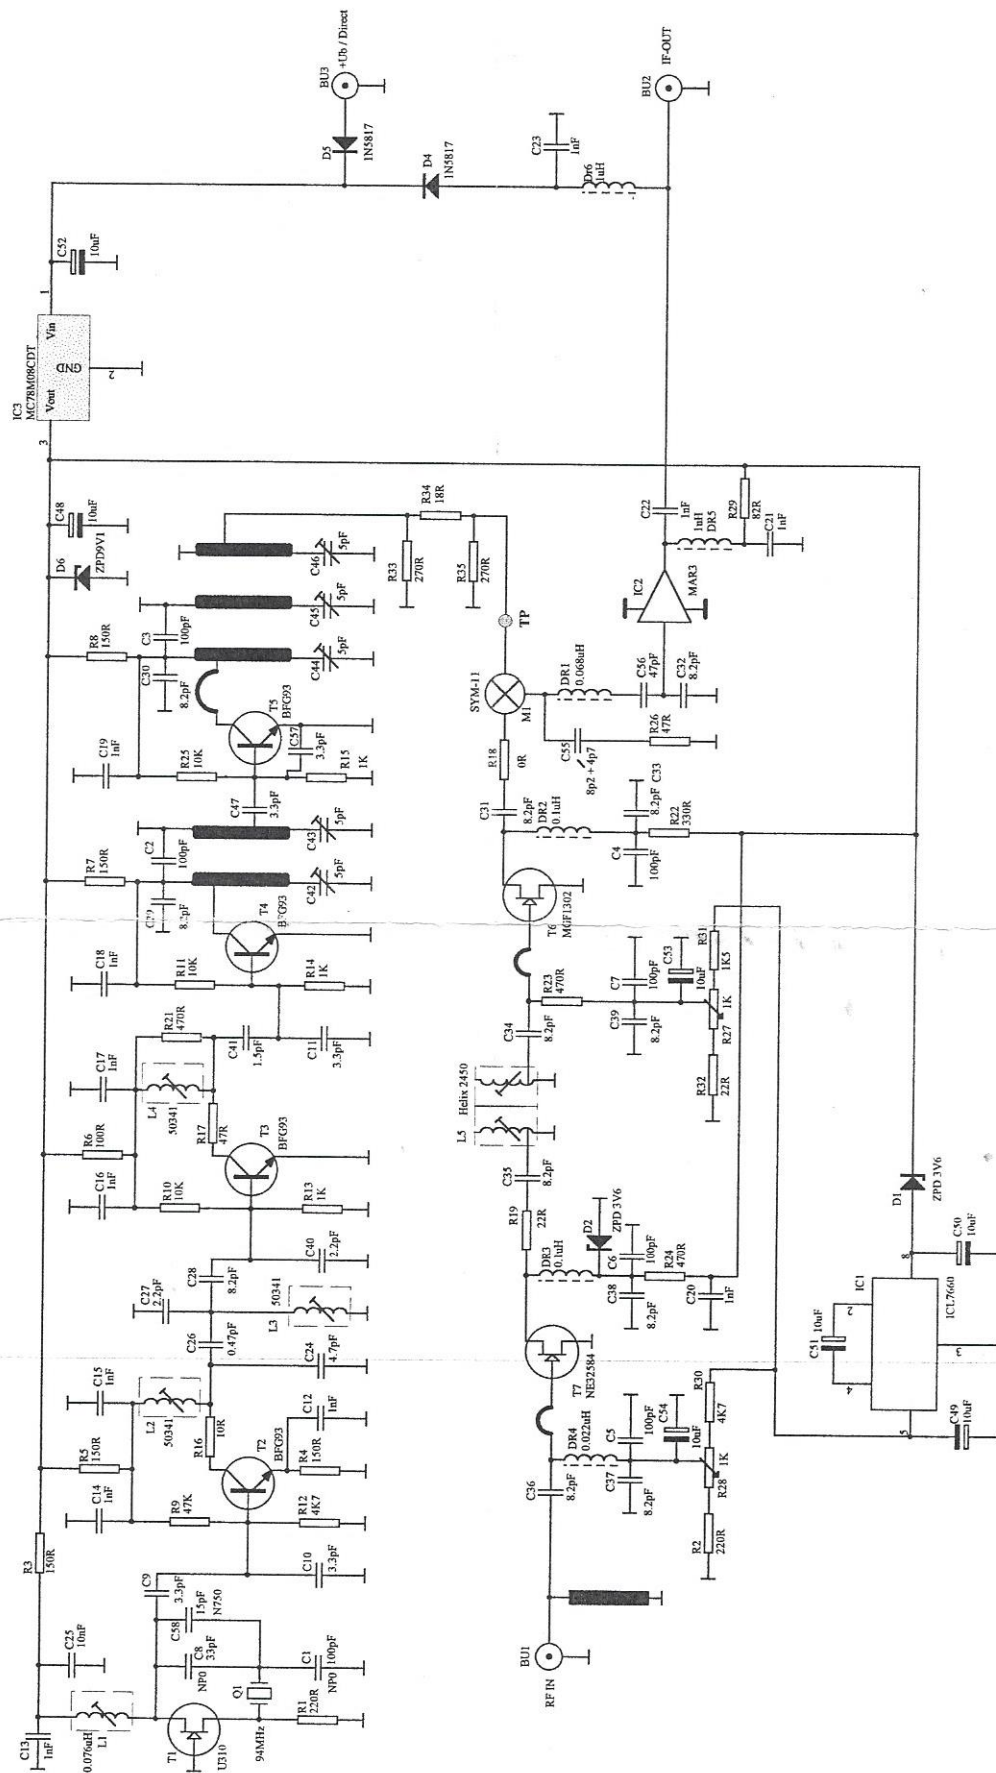 C13
1nF
0.076uH
L1
C25
10nF
T1
U310
94MHz
Q1
R1
220R
C8
33pF
NP0
C58
15pF
N750
C1
100pF
NP0
C9
3.3pF
C10
3.3pF
R3
150R
C14
1nF
R9
47K
R12
4K7
R5
150R
C15
1nF
L2
50341
R16
10R
T2
BFG93
R4
150R
C12
1nF
C24
4.7pF
C26
0.47pF
C27
2.2pF
L3
50341
C28
8.2pF
C40
2.2pF
C16
1nF
R10
10K
R13
1K
R6
100R
C17
1nF
L4
50341
R17
47R
T3
BFG93
R21
470R
C41
1.5pF
C11
3.3pF
C18
1nF
R11
10K
R14
1K
T4
BFG93
R7
150R
C29
8.2pF
C2
100pF
C42
5pF
C43
5pF
C47
3.3pF
C19
1nF
R25
10K
R15
1K
C57
3.3pF
T5
BFG93
R8
150R
C30
8.2pF
C3
100pF
C44
5pF
C45
5pF
C46
5pF
D6
ZPD9V1
C48
10uF
R33
270R
R34
18R
R35
270R
TP
SYM-11
M1
IC3
MC78M08CDT
Vout
Vin
GND
3
1
2
C52
10uF
D5
1N5817
D4
1N5817
BU3
+Ub / Direct
C23
1nF
Dr6
1uH
BU2
IF-OUT
C22
1nF
1uH
DR5
R29
82R
C21
1nF
IC2
MAR3
DR1
0.068uH
C56
47pF
C32
8.2pF
C55
8p2 + 4p7
R26
47R
R18
0R
C31
8.2pF
DR2
0.1uH
C33
8.2pF
C4
100pF
R22
330R
T6
MGF1302
R23
470R
C34
8.2pF
C7
100pF
C39
8.2pF
C53
10uF
R31
1K5
1K
R27
R32
22R
Helix 2450
L5
C35
8.2pF
R19
22R
DR3
0.1uH
D2
ZPD 3V6
C6
100pF
C38
8.2pF
R24
470R
C20
1nF
T7
NE32584
DR4
0.022uH
C36
8.2pF
C5
100pF
C37
8.2pF
C54
10uF
R30
4K7
1K
R28
R2
220R
BU1
RF IN
D1
ZPD 3V6
IC1
ICL7660
C51
10uF
C50
10uF
C49
10uF
2
4
8
3
5